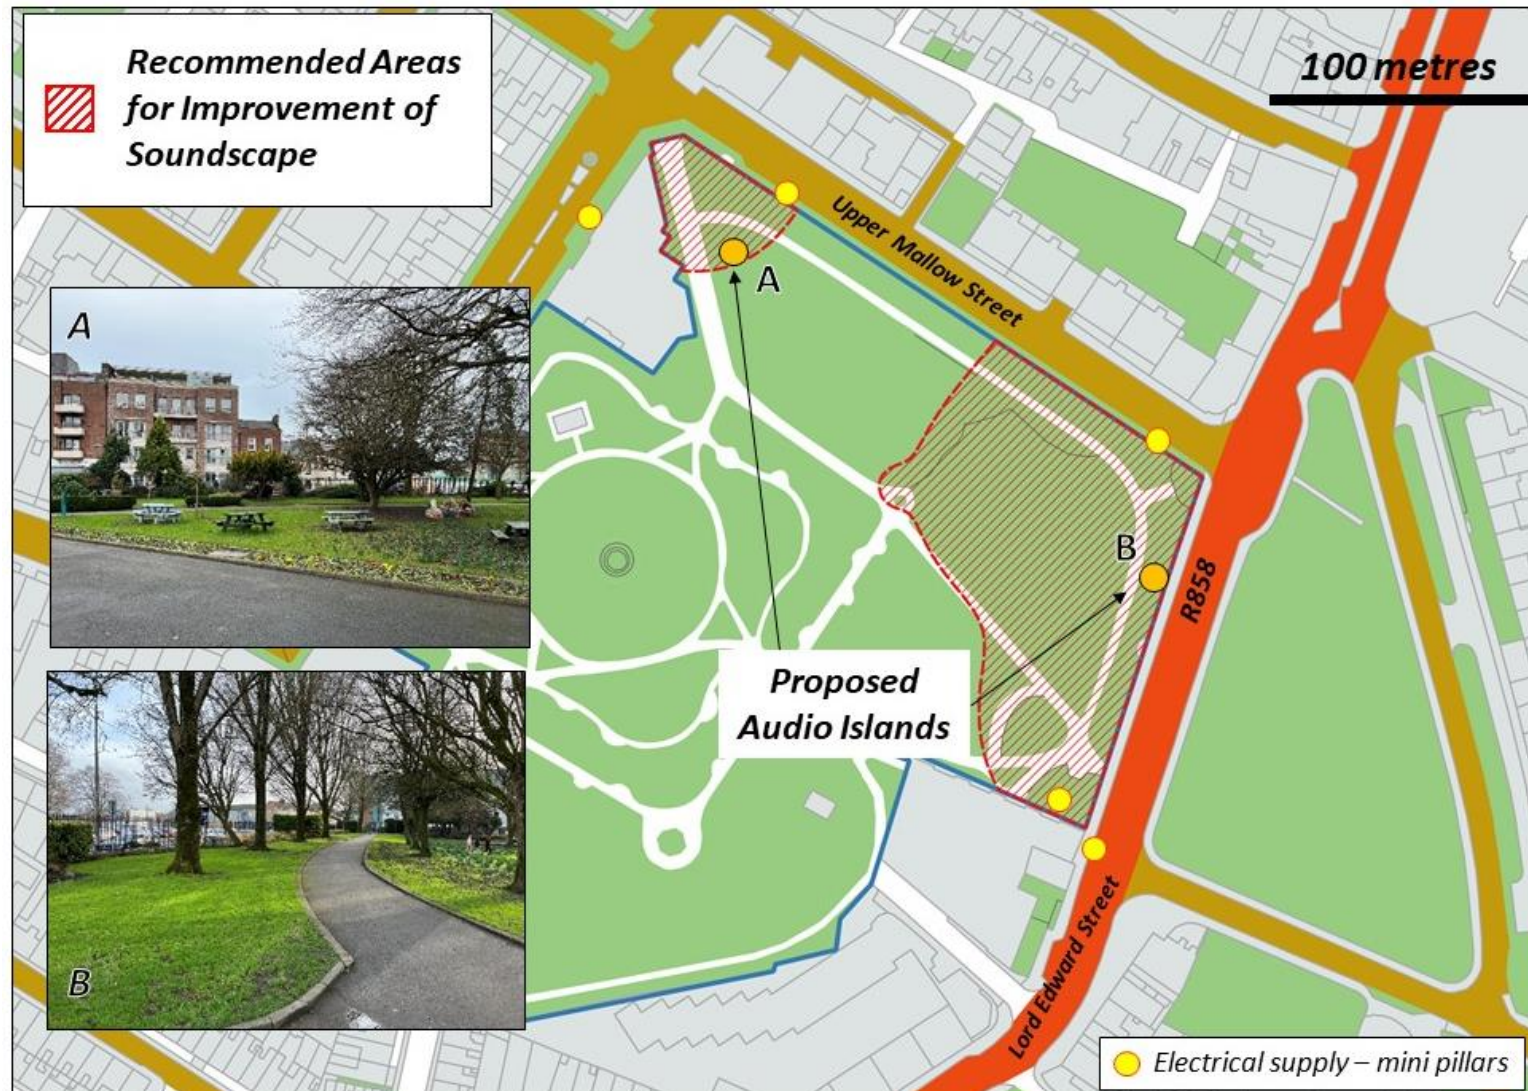 Recommended Areas
for Improvement of
Soundscape
100 metres
Upper Mallow Street
A
A
B
R858
Proposed
Audio Islands
B
Lord Edward Street
Electrical supply – mini pillars